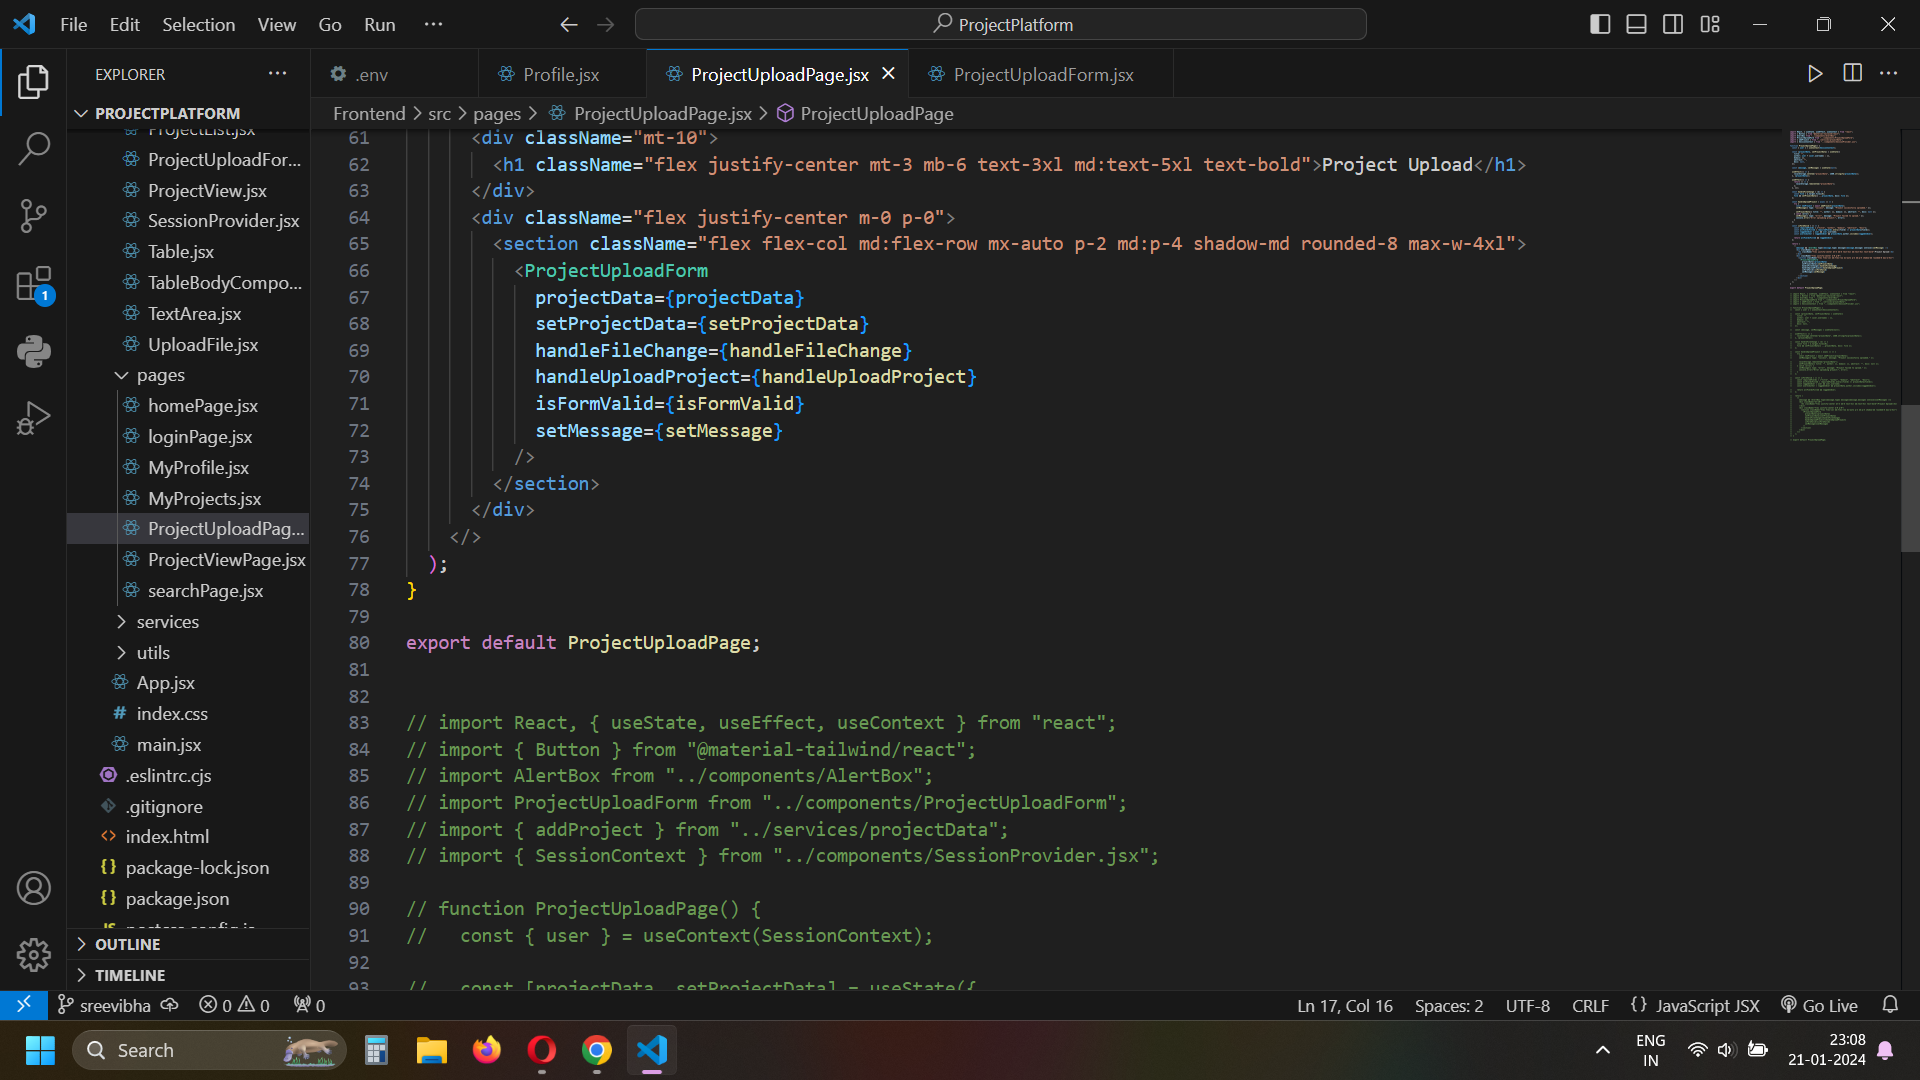 File Edit Selection View Go Run ··· ProjectPlatform
EXPLORER ···
.env Profile.jsx ProjectUploadPage.jsx ProjectUploadForm.jsx
PROJECTPLATFORM
Frontend > src > pages > ProjectUploadPage.jsx > ProjectUploadPage
ProjectList.jsx
ProjectUploadFor...
ProjectView.jsx
SessionProvider.jsx
Table.jsx
TableBodyCompo...
TextArea.jsx
UploadFile.jsx
pages
homePage.jsx
loginPage.jsx
MyProfile.jsx
MyProjects.jsx
ProjectUploadPag...
ProjectViewPage.jsx
searchPage.jsx
services
utils
App.jsx
# index.css
main.jsx
.eslintrc.cjs
.gitignore
<> index.html
{} package-lock.json
{} package.json
OUTLINE
TIMELINE
1
61 <div className="mt-10">
62 <h1 className="flex justify-center mt-3 mb-6 text-3xl md:text-5xl text-bold">Project Upload</h1>
63 </div>
64 <div className="flex justify-center m-0 p-0">
65 <section className="flex flex-col md:flex-row mx-auto p-2 md:p-4 shadow-md rounded-8 max-w-4xl">
66 <ProjectUploadForm
67 projectData={projectData}
68 setProjectData={setProjectData}
69 handleFileChange={handleFileChange}
70 handleUploadProject={handleUploadProject}
71 isFormValid={isFormValid}
72 setMessage={setMessage}
73 />
74 </section>
75 </div>
76 </>
77 );
78 }
79
80 export default ProjectUploadPage;
81
82
83 // import React, { useState, useEffect, useContext } from "react";
84 // import { Button } from "@material-tailwind/react";
85 // import AlertBox from "../components/AlertBox";
86 // import ProjectUploadForm from "../components/ProjectUploadForm";
87 // import { addProject } from "../services/projectData";
88 // import { SessionContext } from "../components/SessionProvider.jsx";
89
90 // function ProjectUploadPage() {
91 //   const { user } = useContext(SessionContext);
92
93 //   const [projectData, setProjectData] = useState({
sreevibha 0 0 0 Ln 17, Col 16 Spaces: 2 UTF-8 CRLF {} JavaScript JSX Go Live
Search ENG IN 23:08
21-01-2024